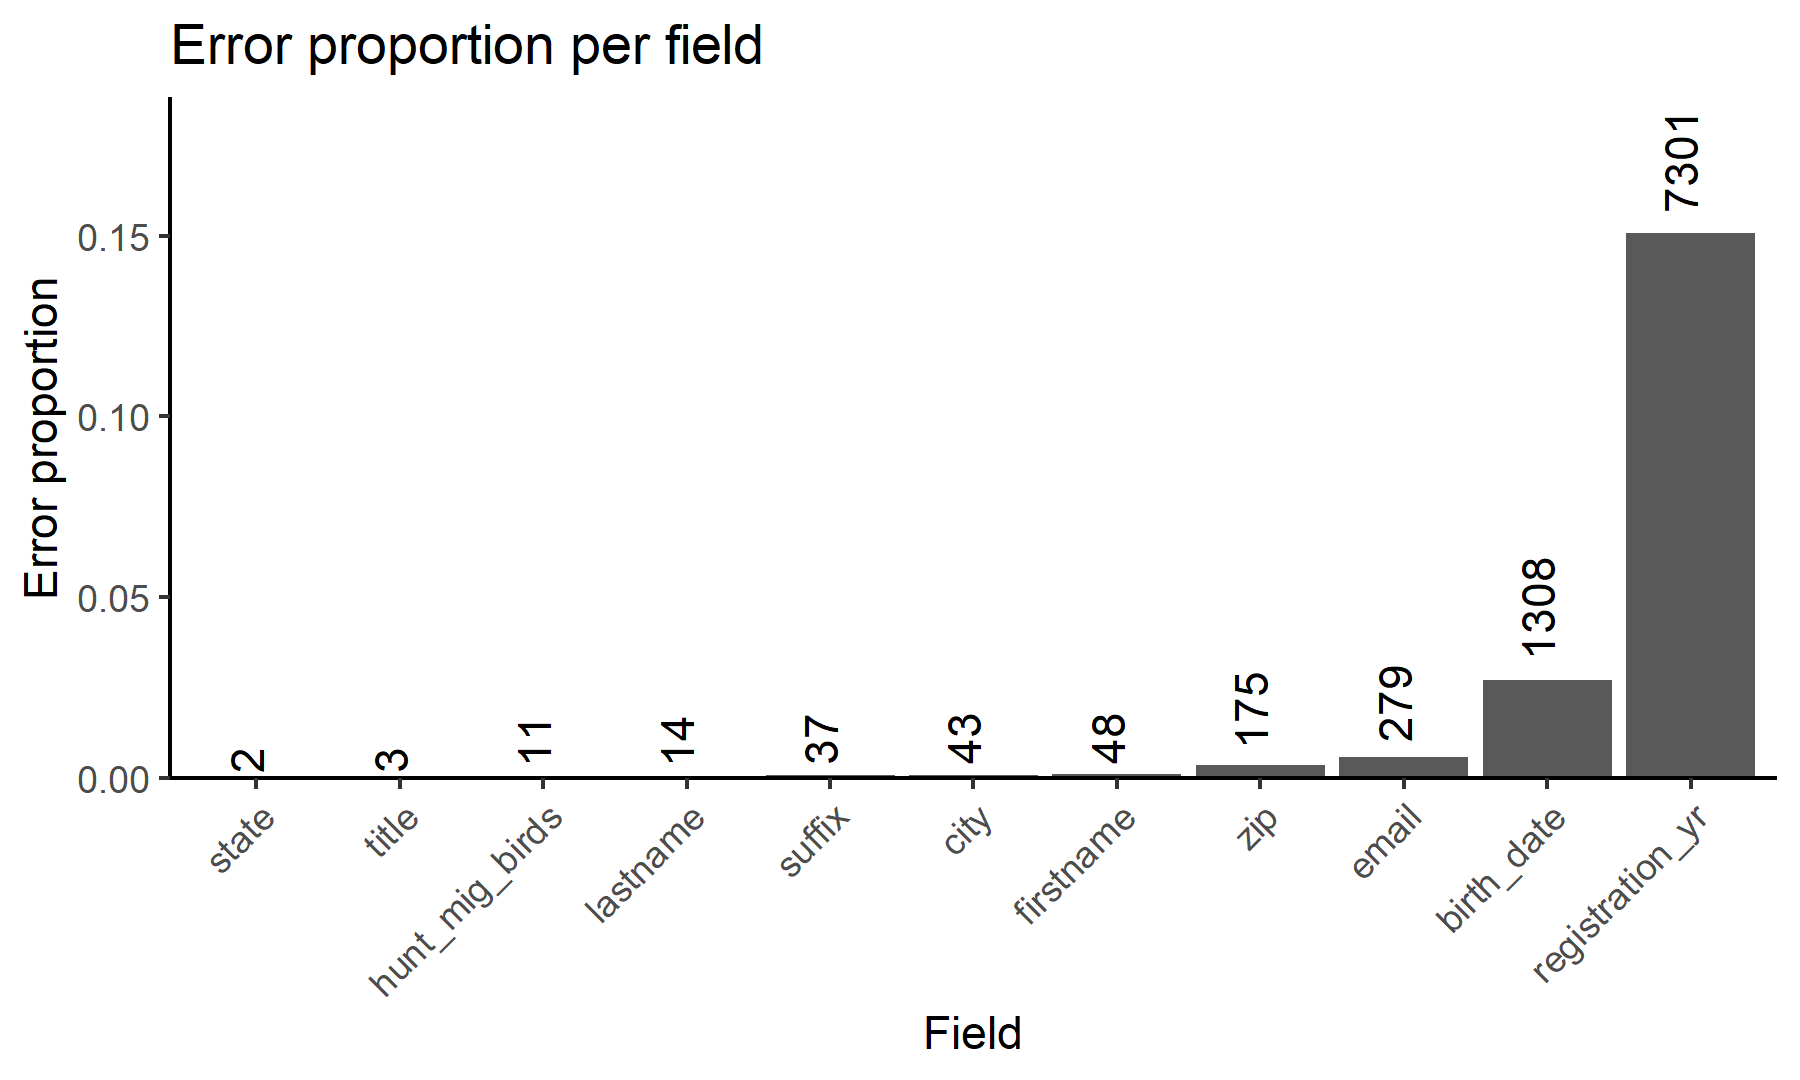 Error proportion per field
Error proportion
0.15
0.10
0.05
0.00
2
3
11
14
37
43
48
175
279
1308
7301
state
title
hunt_mig_birds
lastname
suffix
city
firstname
zip
email
birth_date
registration_yr
Field